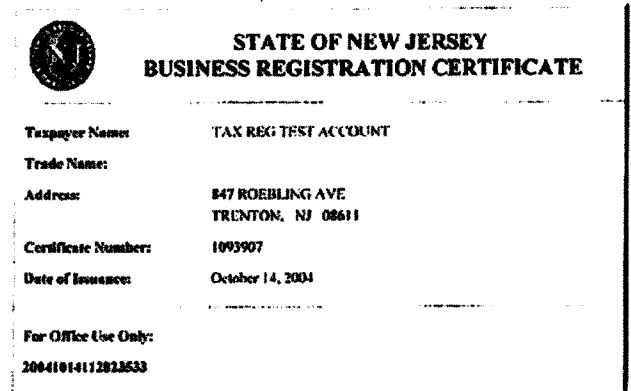 NJ
STATE OF NEW JERSEY
BUSINESS REGISTRATION CERTIFICATE
Taxpayer Name: TAX REG TEST ACCOUNT
Trade Name:
Address: 847 ROEBLING AVE
TRENTON, NJ 08611
Certificate Number: 1093907
Date of Issuance: October 14, 2004
For Office Use Only:
20041014112823533